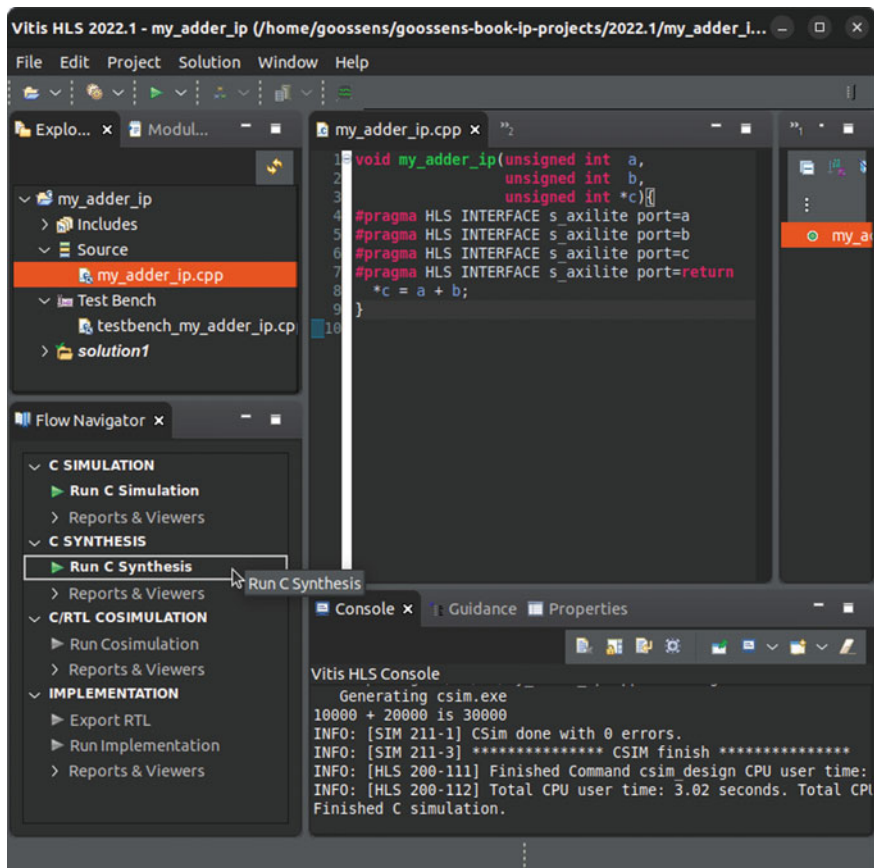 Vitis HLS 2022.1 - my_adder_ip (/home/goossens/goossens-book-ip-projects/2022.1/my_adder_i...
File Edit Project Solution Window Help
Explo...
Modul...
my_adder_ip
Includes
Source
my_adder_ip.cpp
Test Bench
testbench_my_adder_ip.cp
solution1
my_adder_ip.cpp
"2
1 void my_adder_ip(unsigned int a,
2 unsigned int b,
3 unsigned int *c){
4 #pragma HLS INTERFACE s_axilite port=a
5 #pragma HLS INTERFACE s_axilite port=b
6 #pragma HLS INTERFACE s_axilite port=c
7 #pragma HLS INTERFACE s_axilite port=return
8 *c = a + b;
9 }
10
"1
my_a
Flow Navigator
C SIMULATION
Run C Simulation
Reports & Viewers
C SYNTHESIS
Run C Synthesis
Run C Synthesis
Reports & Viewers
C/RTL COSIMULATION
Run Cosimulation
Reports & Viewers
IMPLEMENTATION
Export RTL
Run Implementation
Reports & Viewers
Console Guidance Properties
Vitis HLS Console
Generating csim.exe
10000 + 20000 is 30000
INFO: [SIM 211-1] CSim done with 0 errors.
INFO: [SIM 211-3] *************** CSIM finish ***************
INFO: [HLS 200-111] Finished Command csim_design CPU user time:
INFO: [HLS 200-112] Total CPU user time: 3.02 seconds. Total CPU
Finished C simulation.